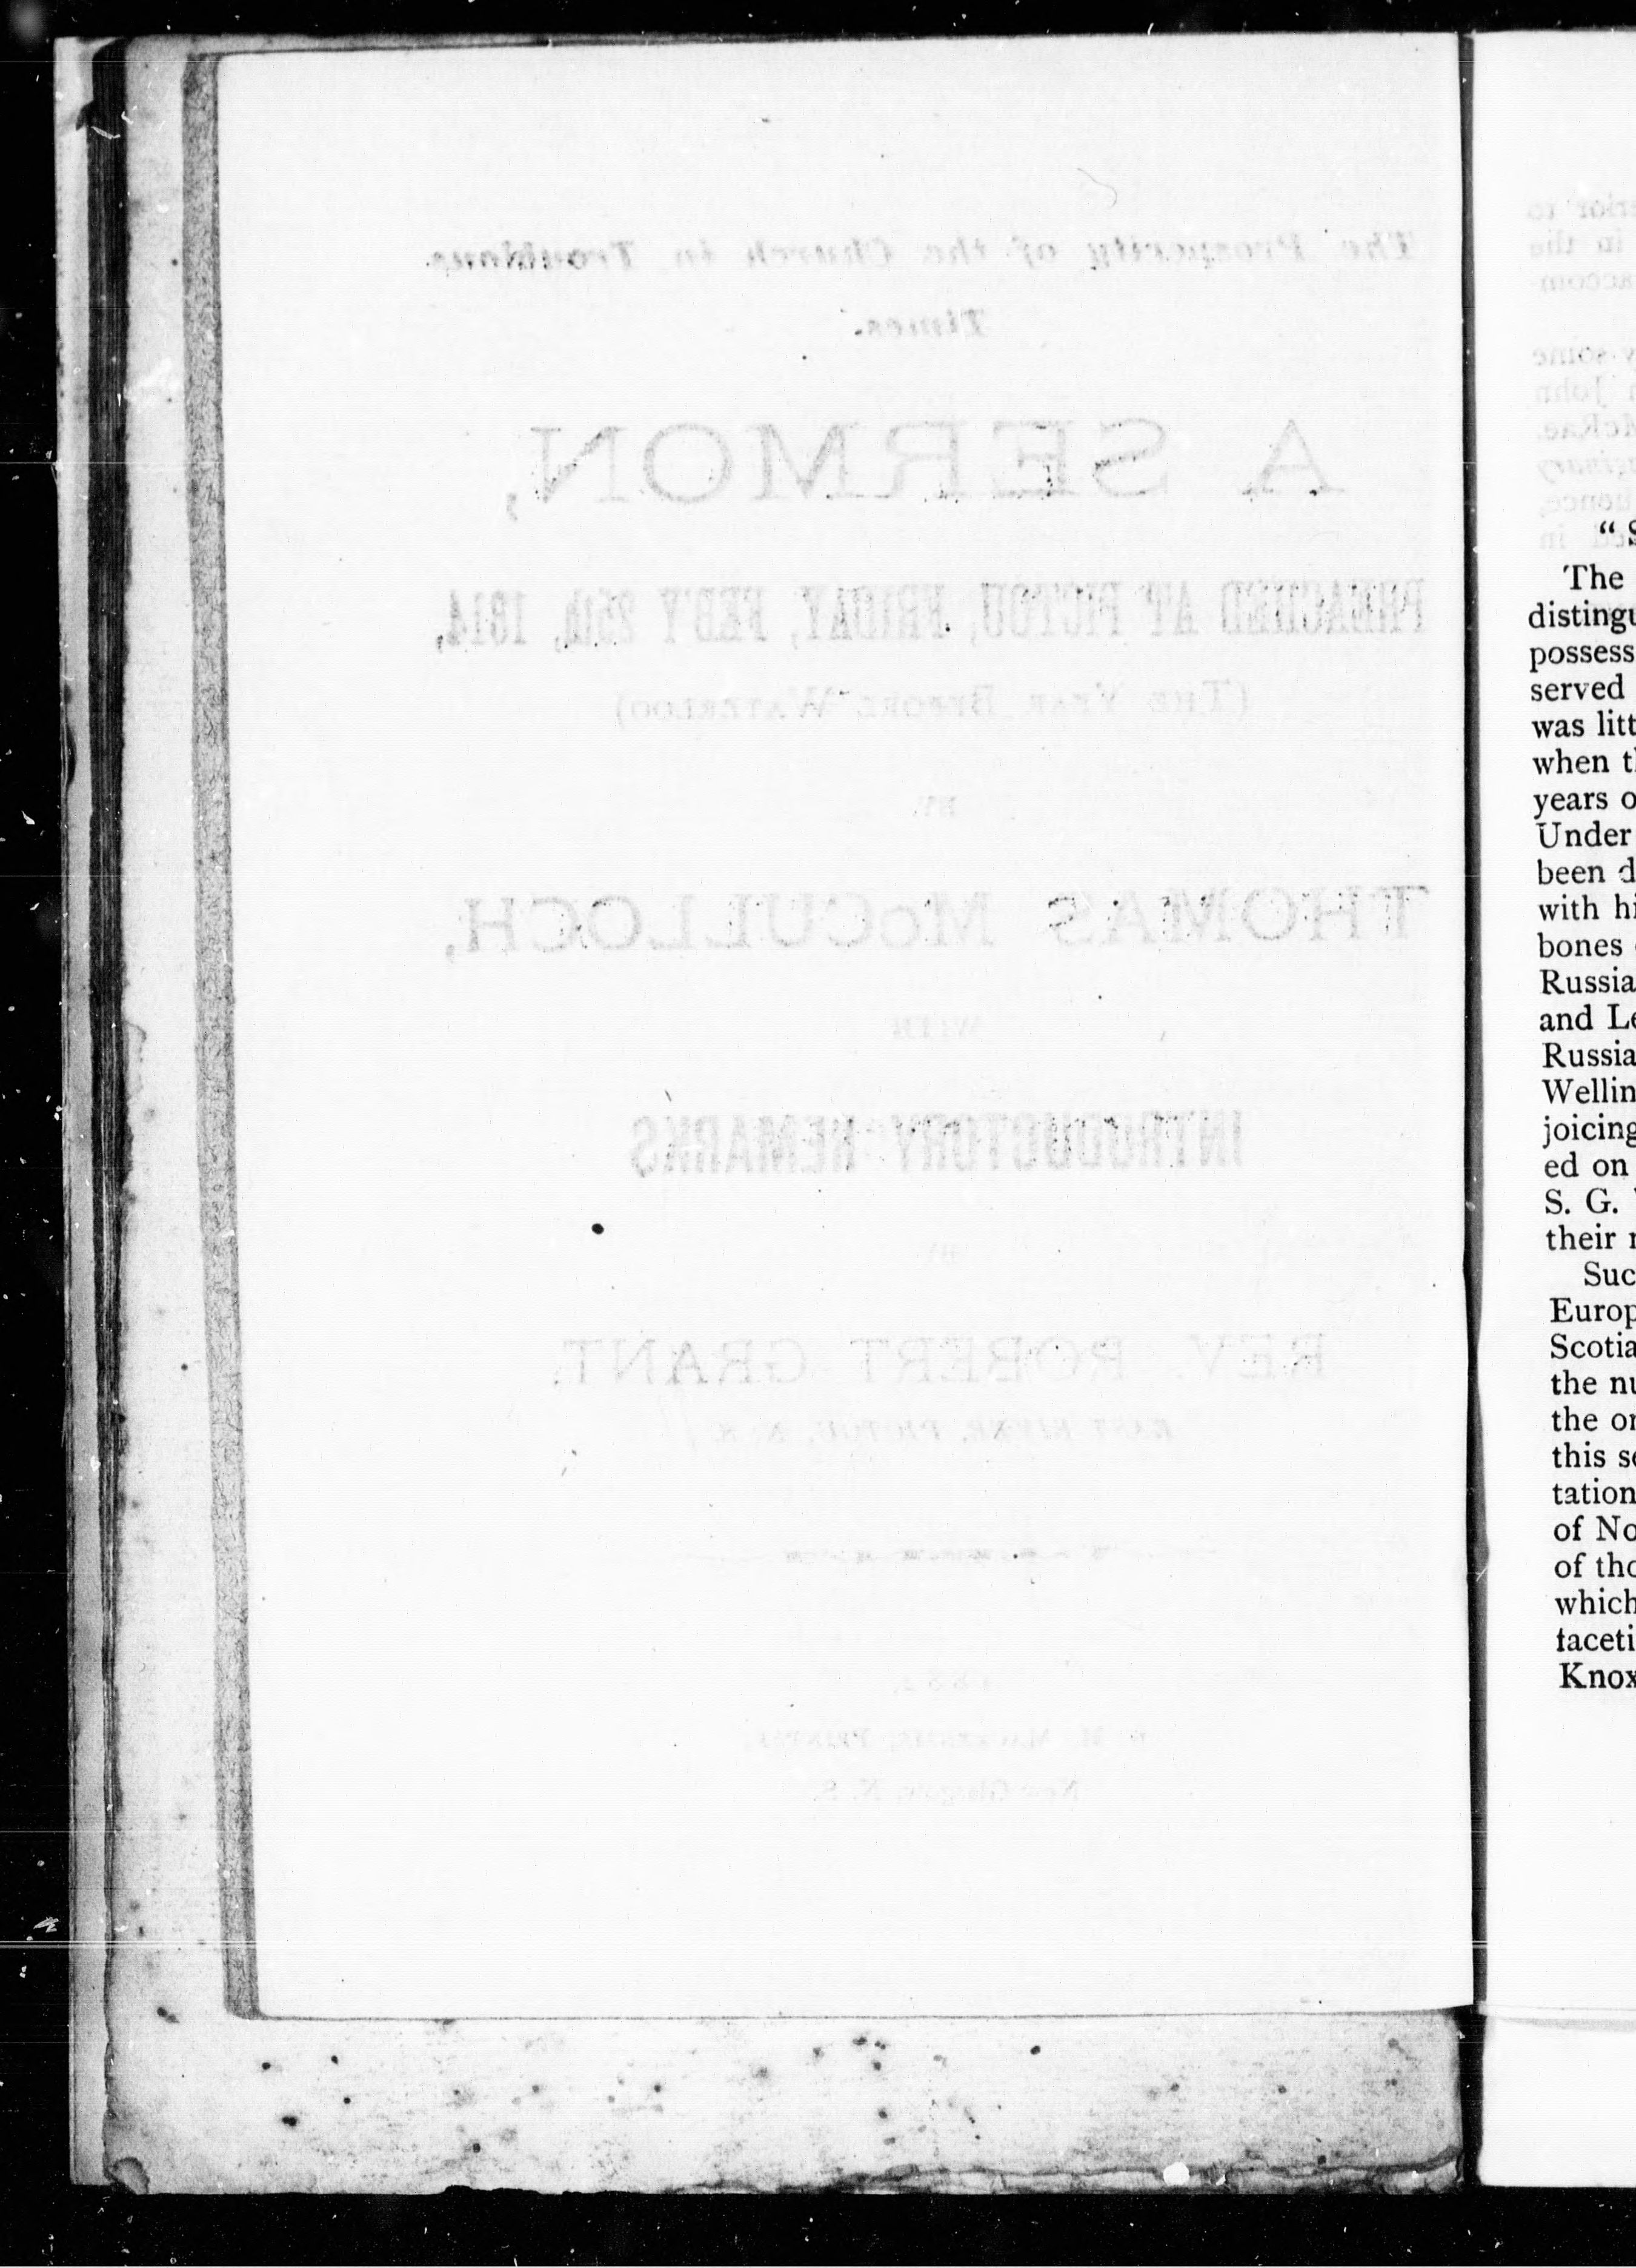 The Prosperity of the Church in Troublous
Times.
A SERMON,
PREACHED AT PICTOU, FRIDAY, FEB'Y 25th, 1814,
(THE YEAR BEFORE WATERLOO)
BY
THOMAS McCULLOCH,
WITH
INTRODUCTORY REMARKS
BY
REV. ROBERT GRANT,
EAST RIVER, PICTOU, N. S.
New Glasgow, N. S.
“ S
The
distingu
possess
served
was litt
when t
years o
Under
been d
with hi
bones
Russia
and Le
Russia
Wellin
joicing
ed on
S. G.
their r
Suc
Europ
Scotia
the nu
the or
this se
tation
of No
of tho
which
faceti
Knox